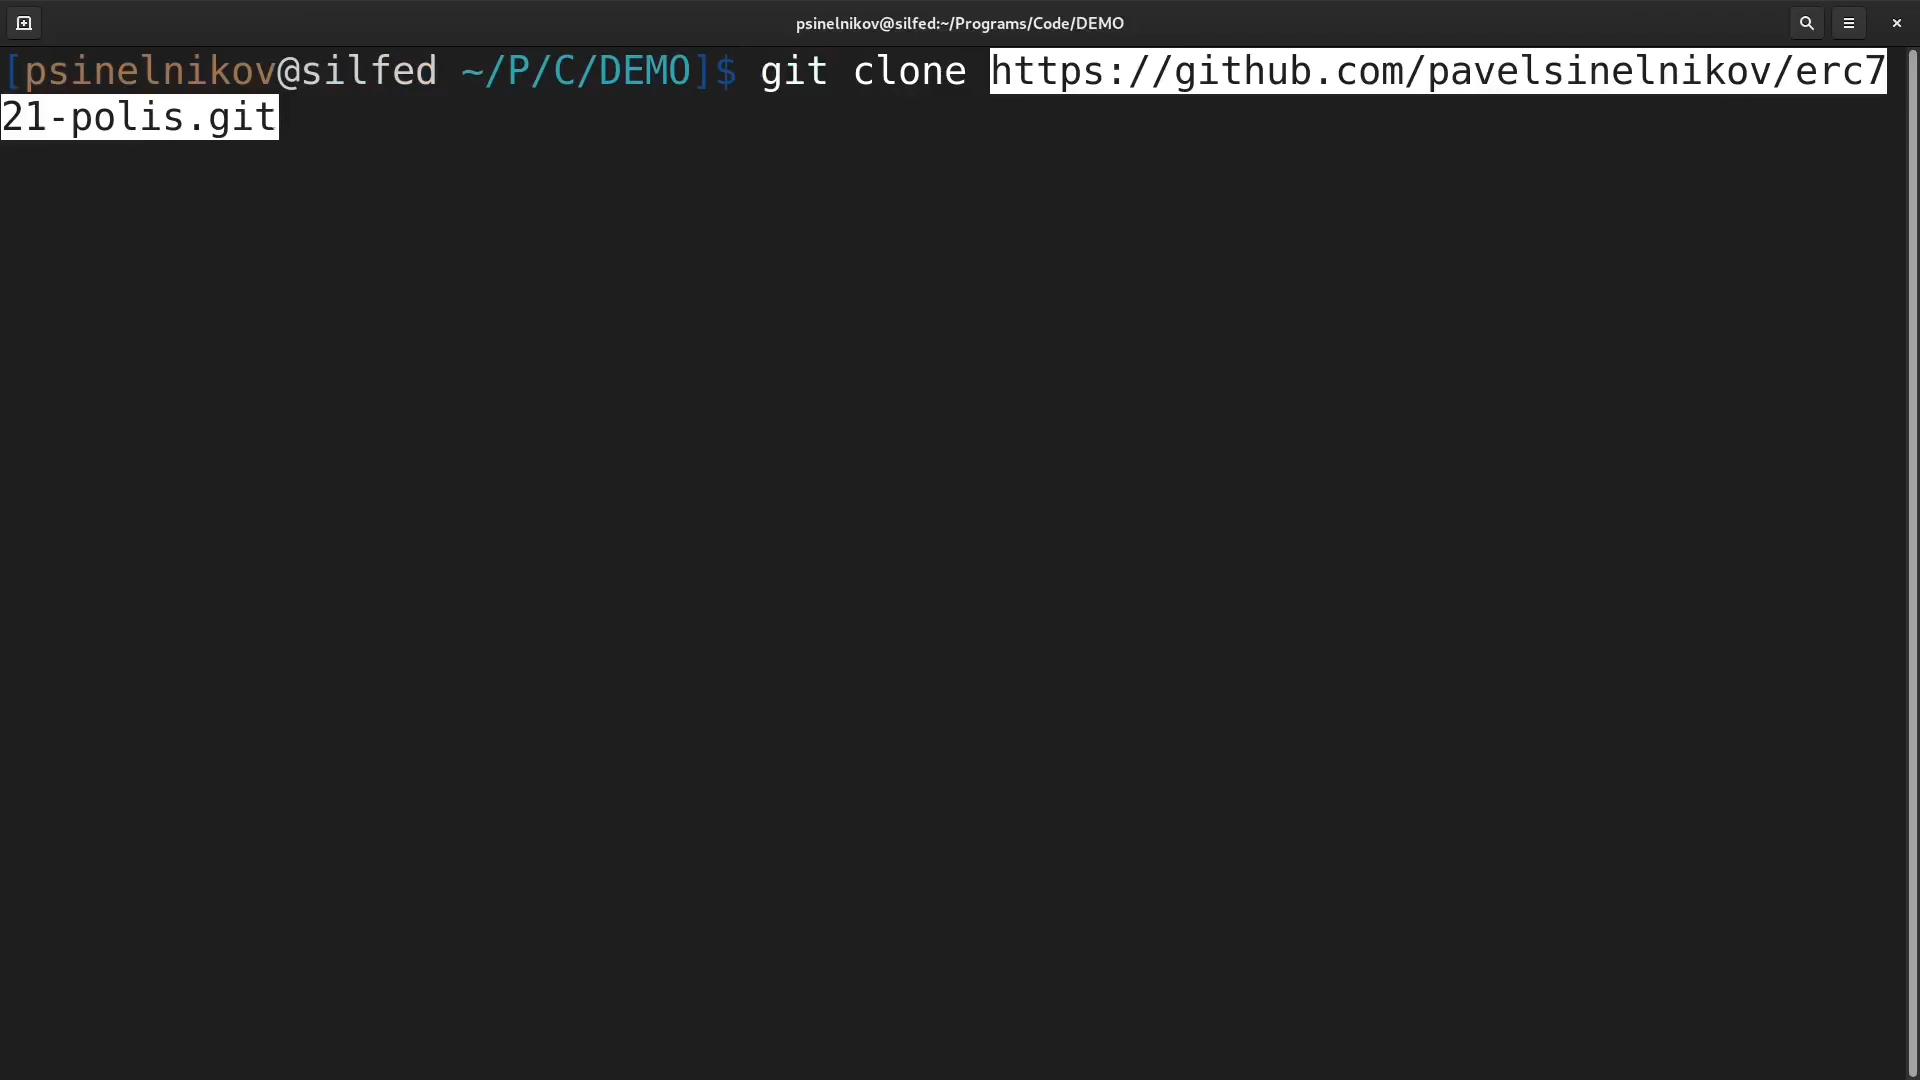 psinelnikov@silfed:~/Programs/Code/DEMO
[psinelnikov@silfed ~/P/C/DEMO]$ git clone https://github.com/pavelsinelnikov/erc7
21-polis.git